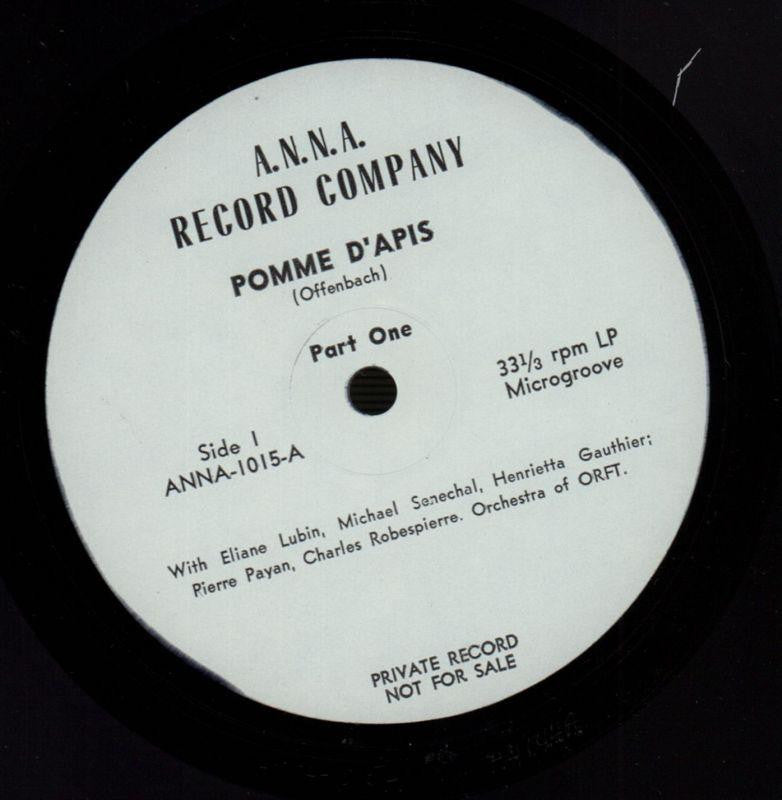 A.N.N.A.
RECORD COMPANY
POMME D'APIS
(Offenbach)
Part One
33⅓ rpm LP
Microgroove
Side 1
ANNA-1015-A
With Eliane Lubin, Michael Senechal, Henrietta Gauthier;
Pierre Payan, Charles Robespierre. Orchestra of ORFT.
PRIVATE RECORD
NOT FOR SALE